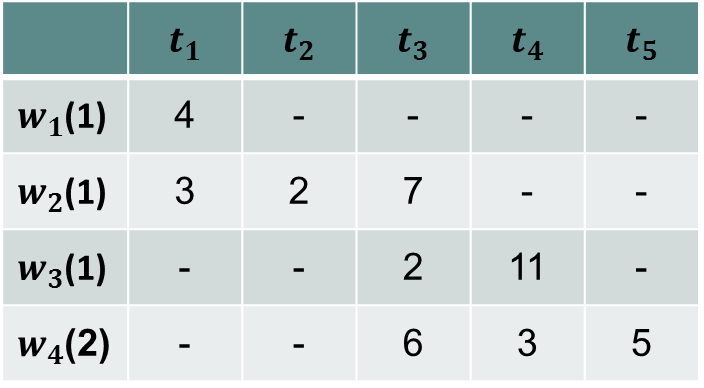 t₁ t₂ t₃ t₄ t₅
w₁(1) 4 - - - -
w₂(1) 3 2 7 - -
w₃(1) - - 2 11 -
w₄(2) - - 6 3 5